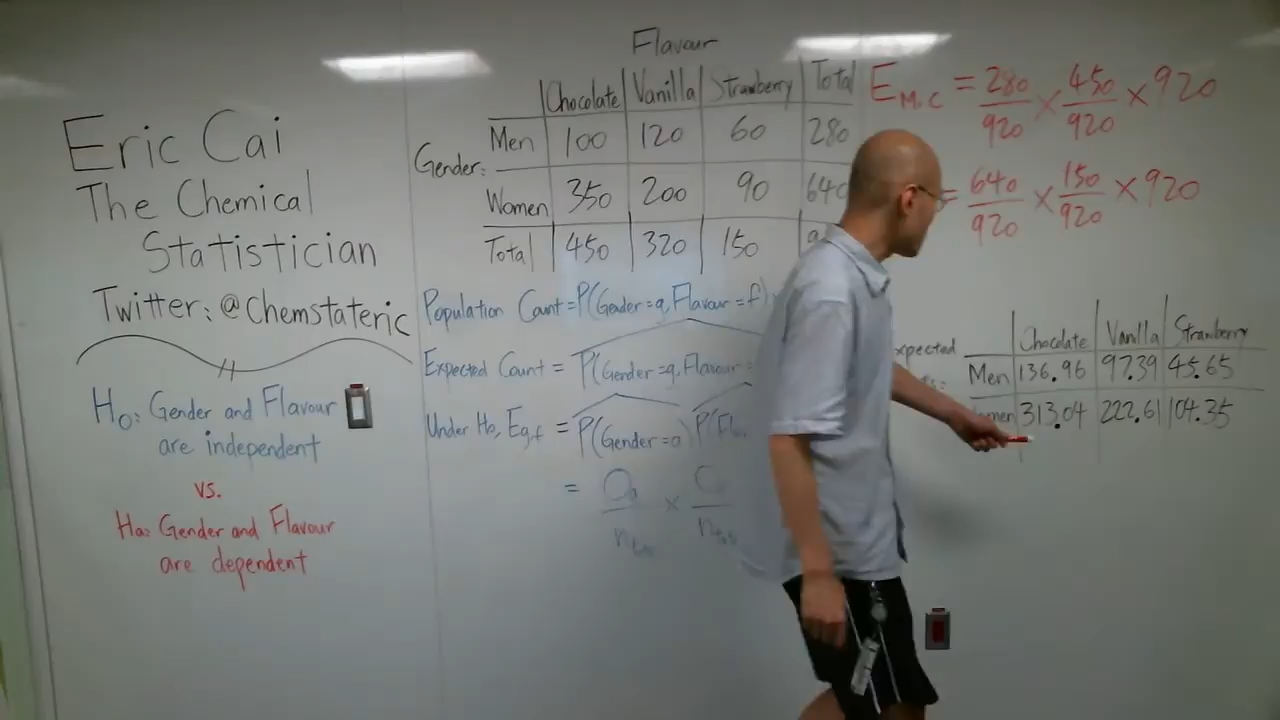 Eric Cai
The Chemical
Statistician
Twitter: @Chemstateric
H0: Gender and Flavour
are independent
vs.
Ha: Gender and Flavour
are dependent
Flavour
Chocolate Vanilla Strawberry Total
Men 100 120 60 280
Gender:
Women 350 200 90 640
Total 450 320 150
Population Count = P(Gender = g, Flavour = f)
Expected Count = P(Gender = g, Flavour =
Under H0, Eg,f = P(Gender = g) P(Fl
= n × n
E M,C = 280/920 × 450/920 × 920
= 640/920 × 150/920 × 920
Chocolate Vanilla Strawberry
xpected
Men 136.96 97.39 45.65
men 313.04 222.61 104.35